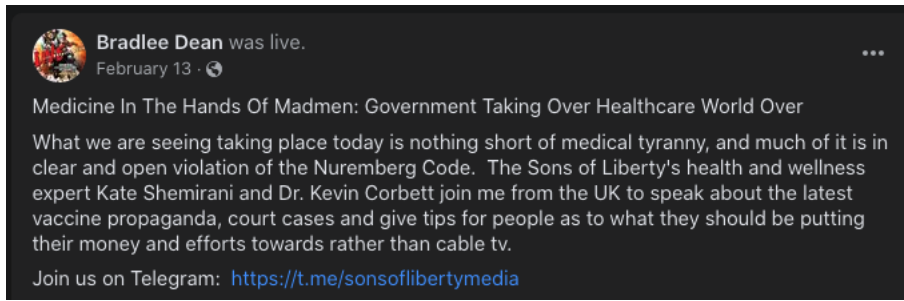 Bradlee Dean was live.
February 13 ·
Medicine In The Hands Of Madmen: Government Taking Over Healthcare World Over
What we are seeing taking place today is nothing short of medical tyranny, and much of it is in
clear and open violation of the Nuremberg Code.  The Sons of Liberty's health and wellness
expert Kate Shemirani and Dr. Kevin Corbett join me from the UK to speak about the latest
vaccine propaganda, court cases and give tips for people as to what they should be putting
their money and efforts towards rather than cable tv.
Join us on Telegram:  https://t.me/sonsoflibertymedia